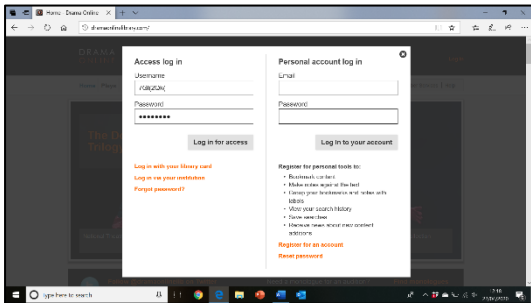 Home - Drama Online
dramaonlinelibrary.com/
DRAMA
Access log in
Username
Password
••••••••
Log in for access
Log in with your library card
Log in via your institution
Forgot password?
Personal account log in
Email
Password
Log in to your account
Register for personal tools to:
• Bookmark content
• Make notes against the text
• Group your bookmarks and notes with
labels
• View your search history
• Save searches
• Receive news about new content
additions
Register for an account
Reset password
The De
Trilogy
Type here to search